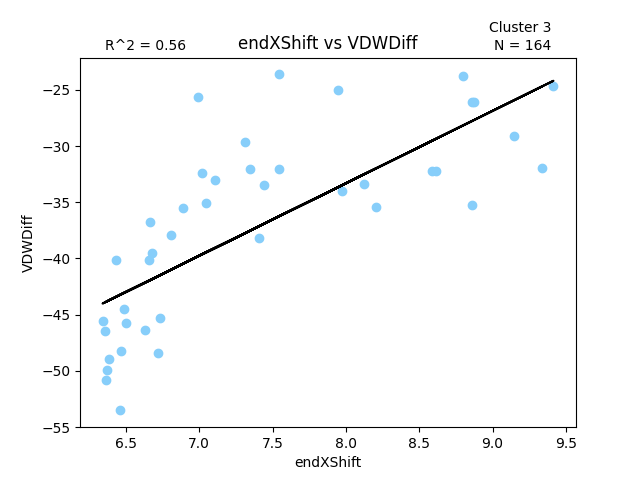 Cluster 3
R^2 = 0.56
endXShift vs VDWDiff
N = 164
VDWDiff
−25
−30
−35
−40
−45
−50
−55
6.5
7.0
7.5
8.0
8.5
9.0
9.5
endXShift